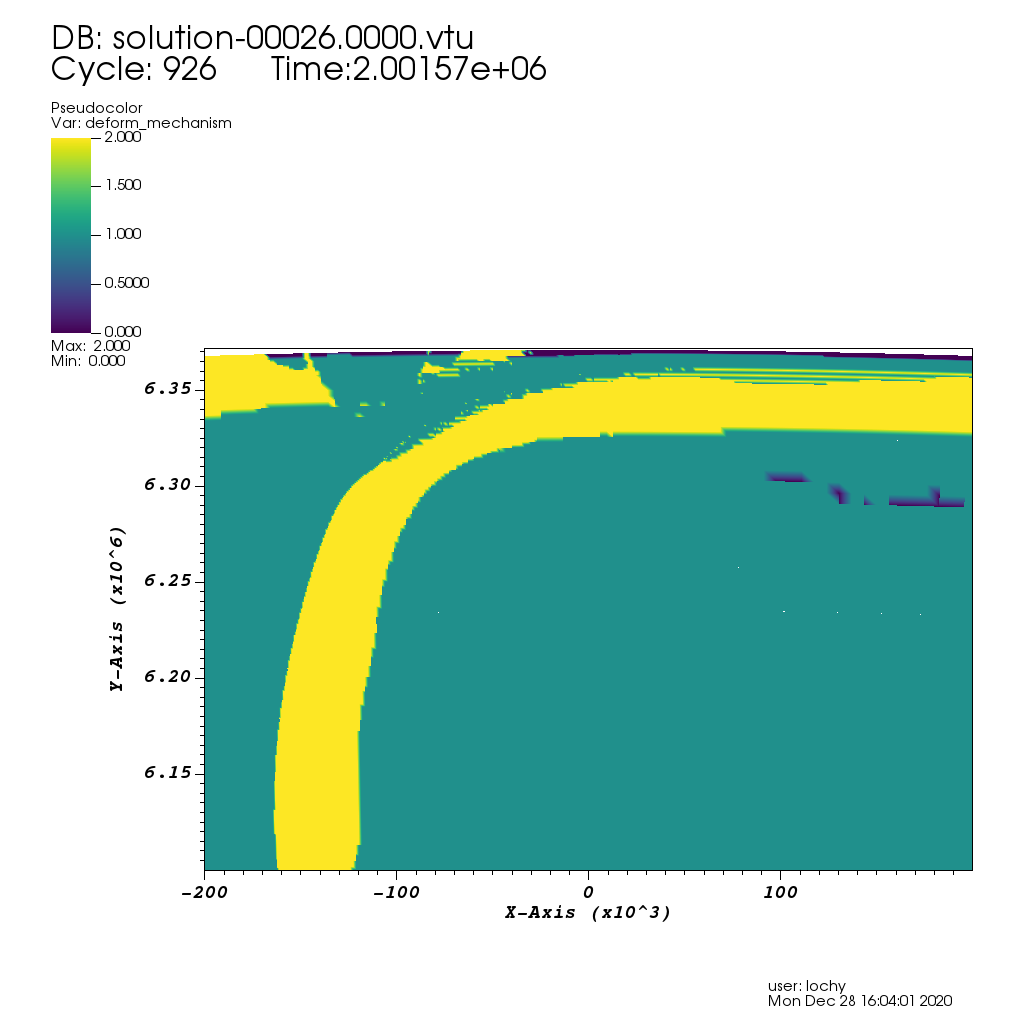 DB: solution-00026.0000.vtu
Cycle: 926 Time:2.00157e+06
Pseudocolor
Var: deform_mechanism
2.000
1.500
1.000
0.5000
0.000
Max: 2.000
Min: 0.000
6.35
6.30
6.25
6.20
6.15
Y-Axis (x10^6)
-200
-100
0
100
X-Axis (x10^3)
user: lochy
Mon Dec 28 16:04:01 2020